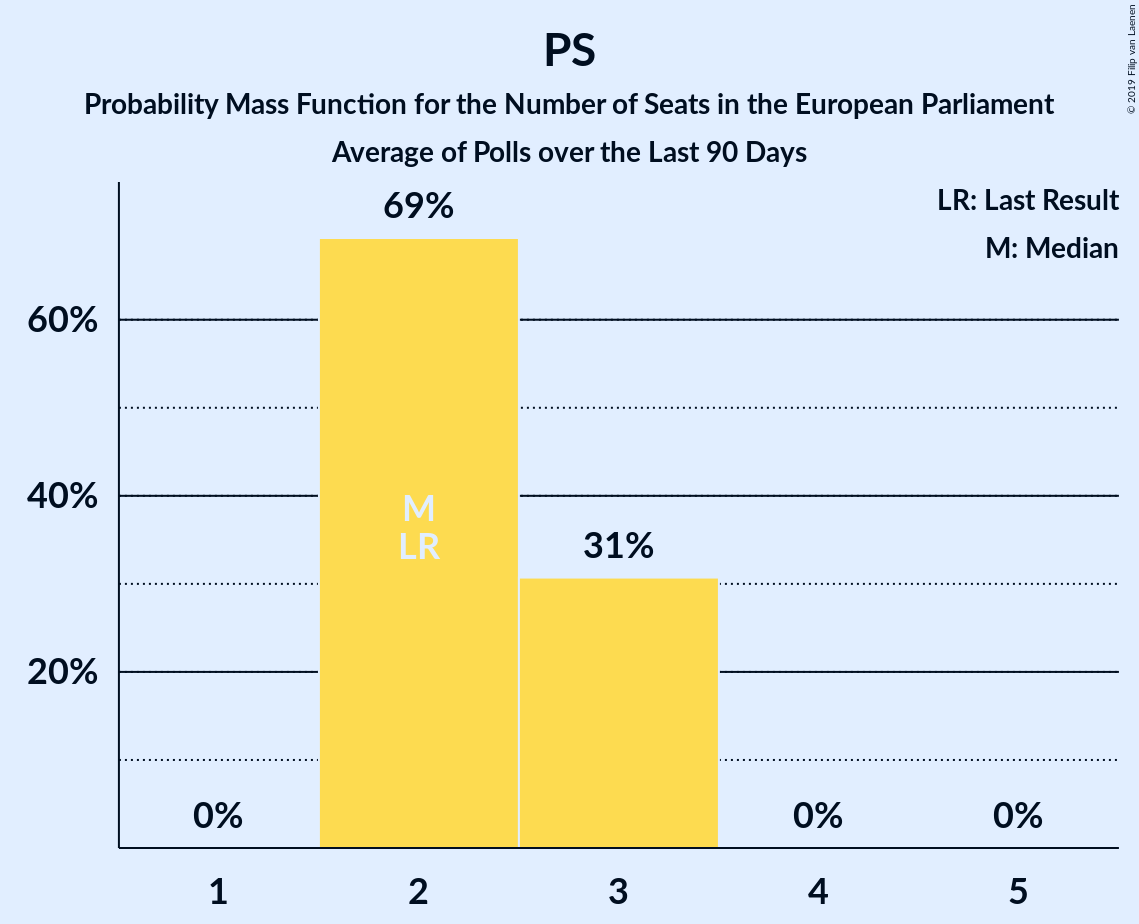 PS
Probability Mass Function for the Number of Seats in the European Parliament
Average of Polls over the Last 90 Days
© 2019 Filip van Laenen
LR: Last Result
M: Median
69%
60%
M
40%
LR
31%
20%
0%
0%
0%
1
2
3
4
5